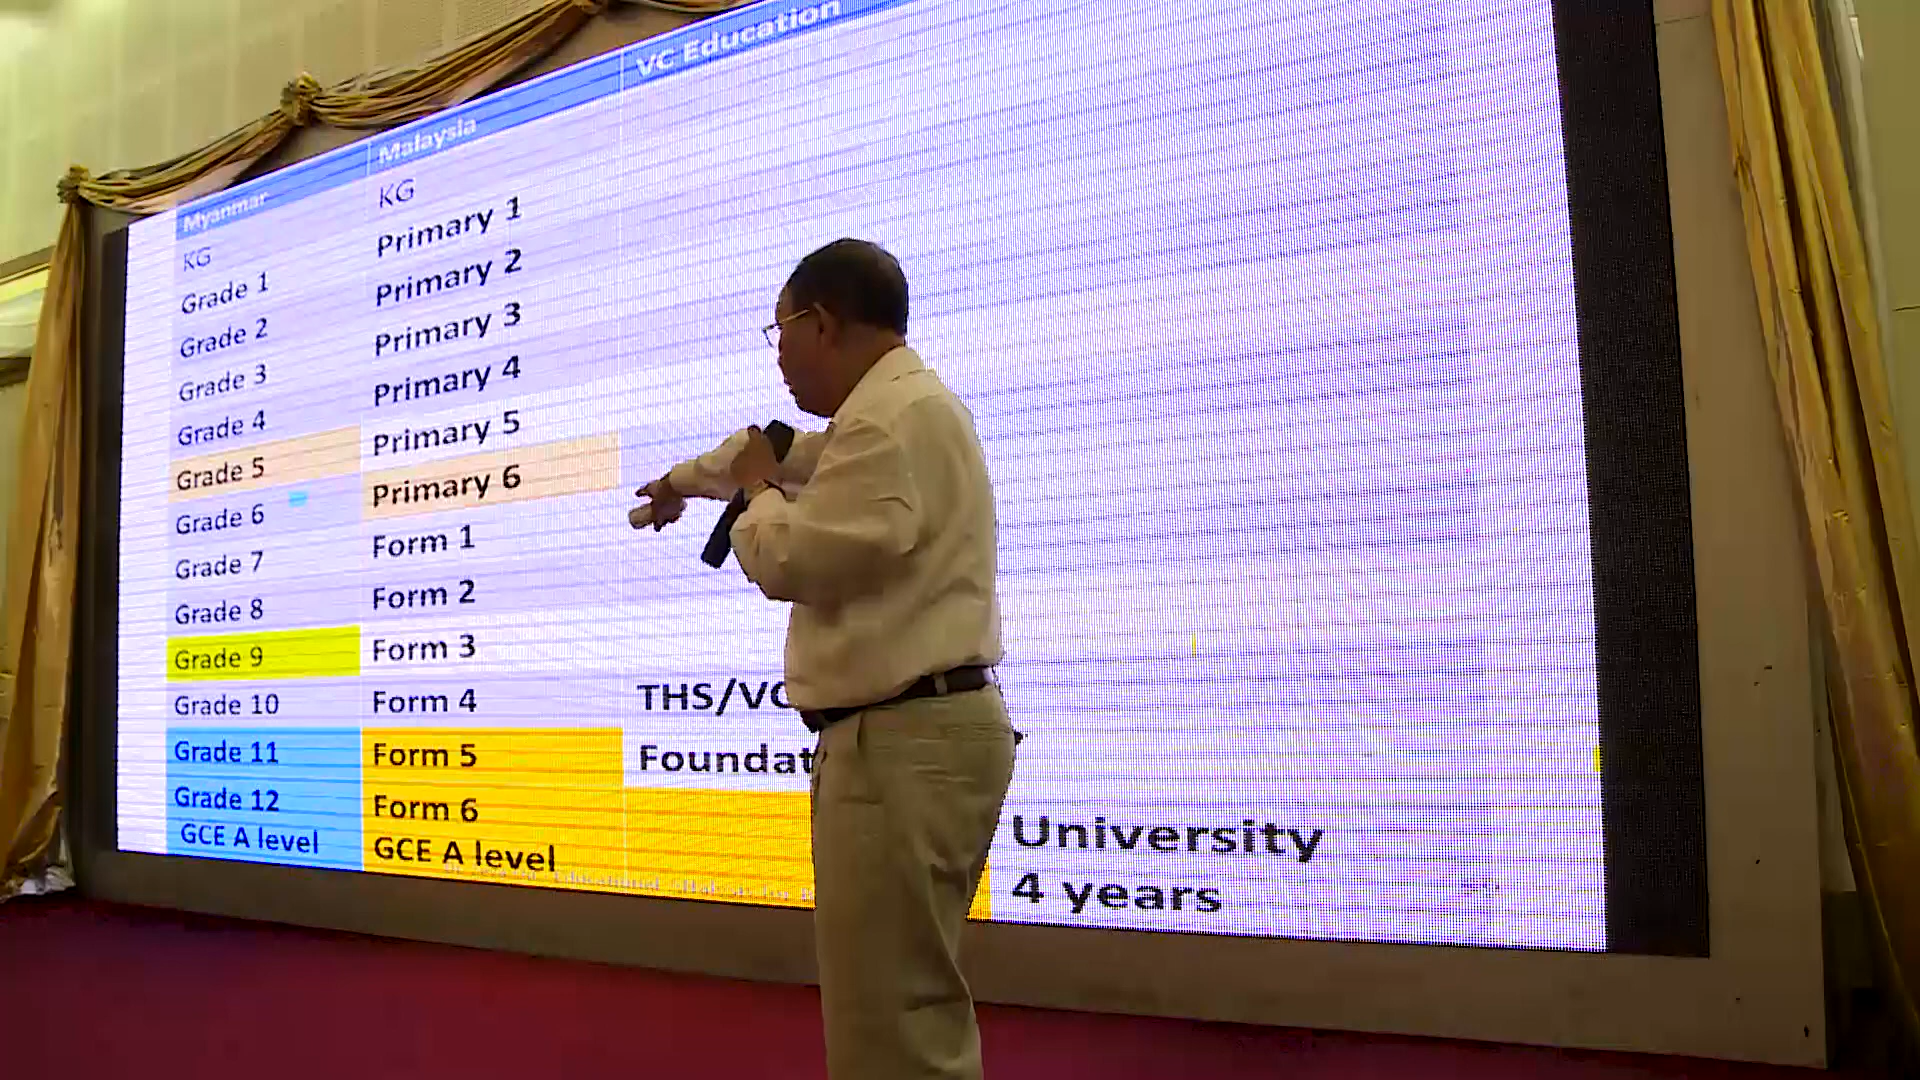 Myanmar
KG
Grade 1
Grade 2
Grade 3
Grade 4
Grade 5
Grade 6
Grade 7
Grade 8
Grade 9
Grade 10
Grade 11
Grade 12
GCE A level
Malaysia
KG
Primary 1
Primary 2
Primary 3
Primary 4
Primary 5
Primary 6
Form 1
Form 2
Form 3
Form 4
Form 5
Form 6
GCE A level
VC Education
THS/VC
Foundat
University
4 years